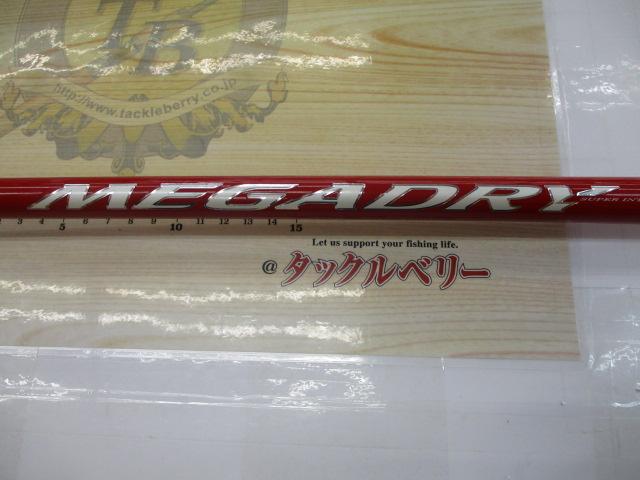 TB
http://www.tackleberry.co.jp
MEGADRY SUPER INT
3 4 5 6 7 8 9 10 11 12 13 14 15
Let us support your fishing life.
@タックルベリー